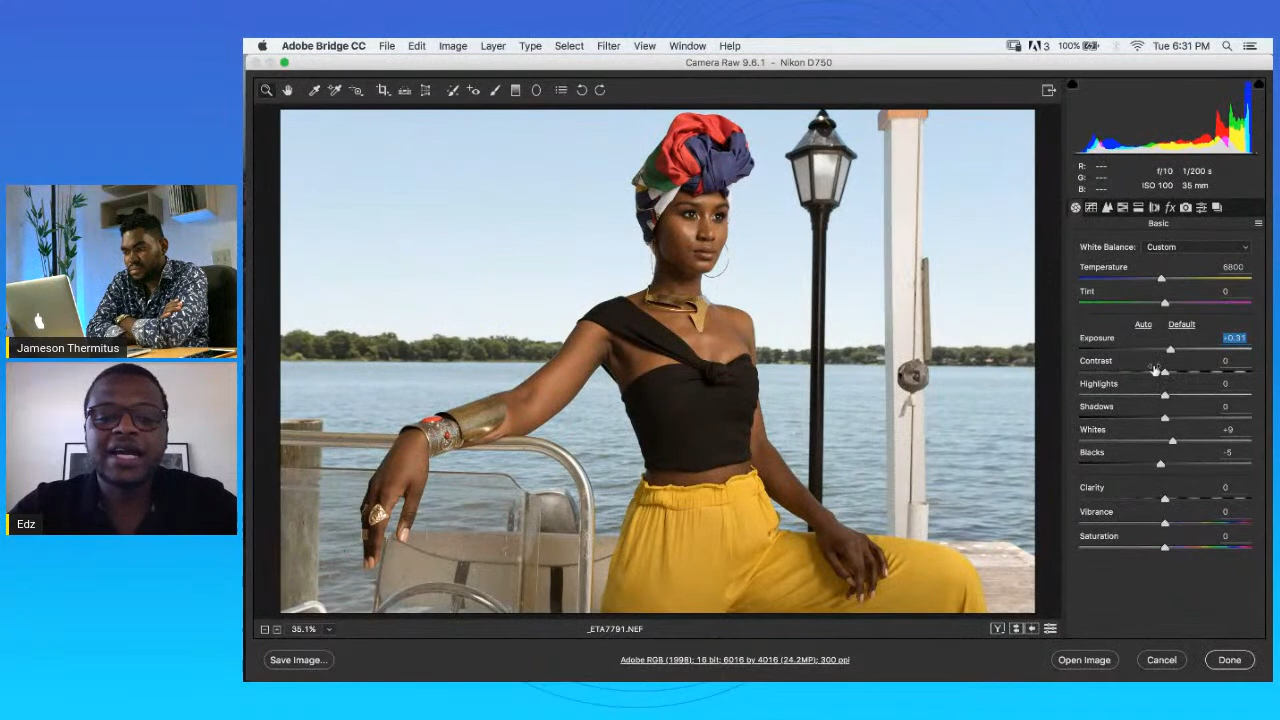 Adobe Bridge CC File Edit Image Layer Type Select Filter View Window Help 3 100% Tue 6:31 PM
Camera Raw 9.6.1 - Nikon D750
R: ---
G: ---
B: ---
f/10 1/200 s
ISO 100 35 mm
fx
Basic
White Balance: Custom
Temperature 6800
Tint 0
Auto Default
Exposure
Contrast 0
Highlights 0
Shadows 0
Whites +9
Blacks -5
Clarity 0
Vibrance 0
Saturation 0
Jameson Thermitus
Edz
35.1% _ETA7791.NEF Y
Save Image... Adobe RGB (1998); 16 bit; 6016 by 4016 (24.2MP); 300 ppi Open Image Cancel Done